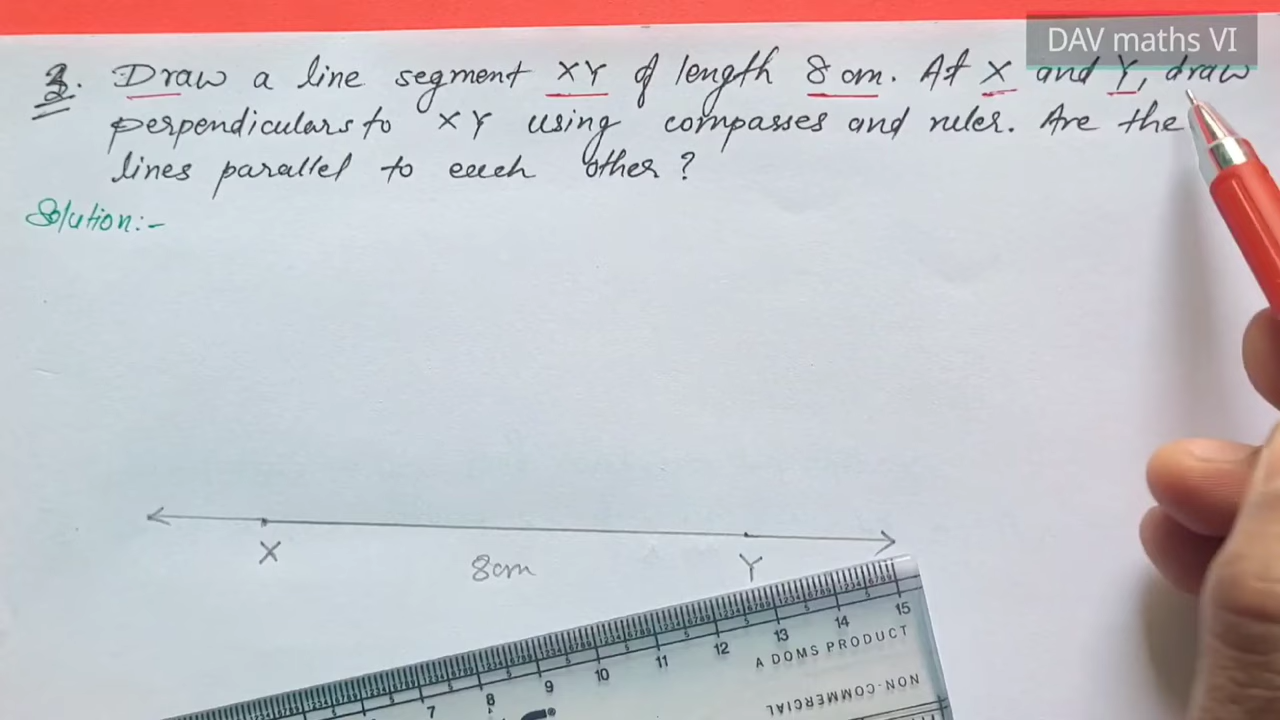 DAV maths VI
3. Draw a line segment XY of length 8 cm. At X and Y, draw
perpendiculars to XY using compasses and ruler. Are the
lines parallel to each other?
Solution:-
X
8cm
Y
7 8 9 10 11 12 13 14 15
A DOMS PRODUCT
NON-COMMERCIAL